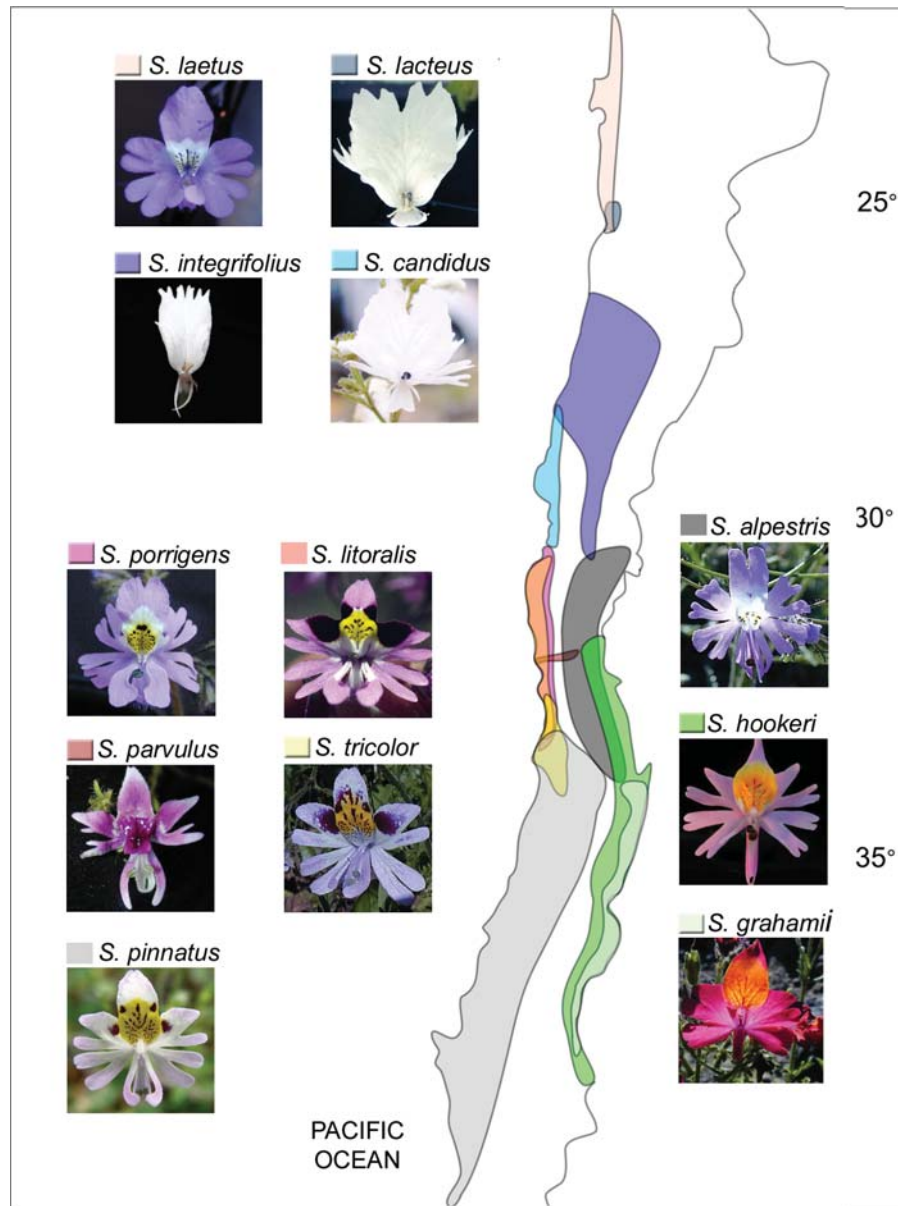 S. laetus
S. lacteus
25°
S. integrifolius
S. candidus
30°
S. alpestris
S. porrigens
S. litoralis
S. hookeri
S. parvulus
S. tricolor
35°
S. grahamii
S. pinnatus
PACIFIC
OCEAN